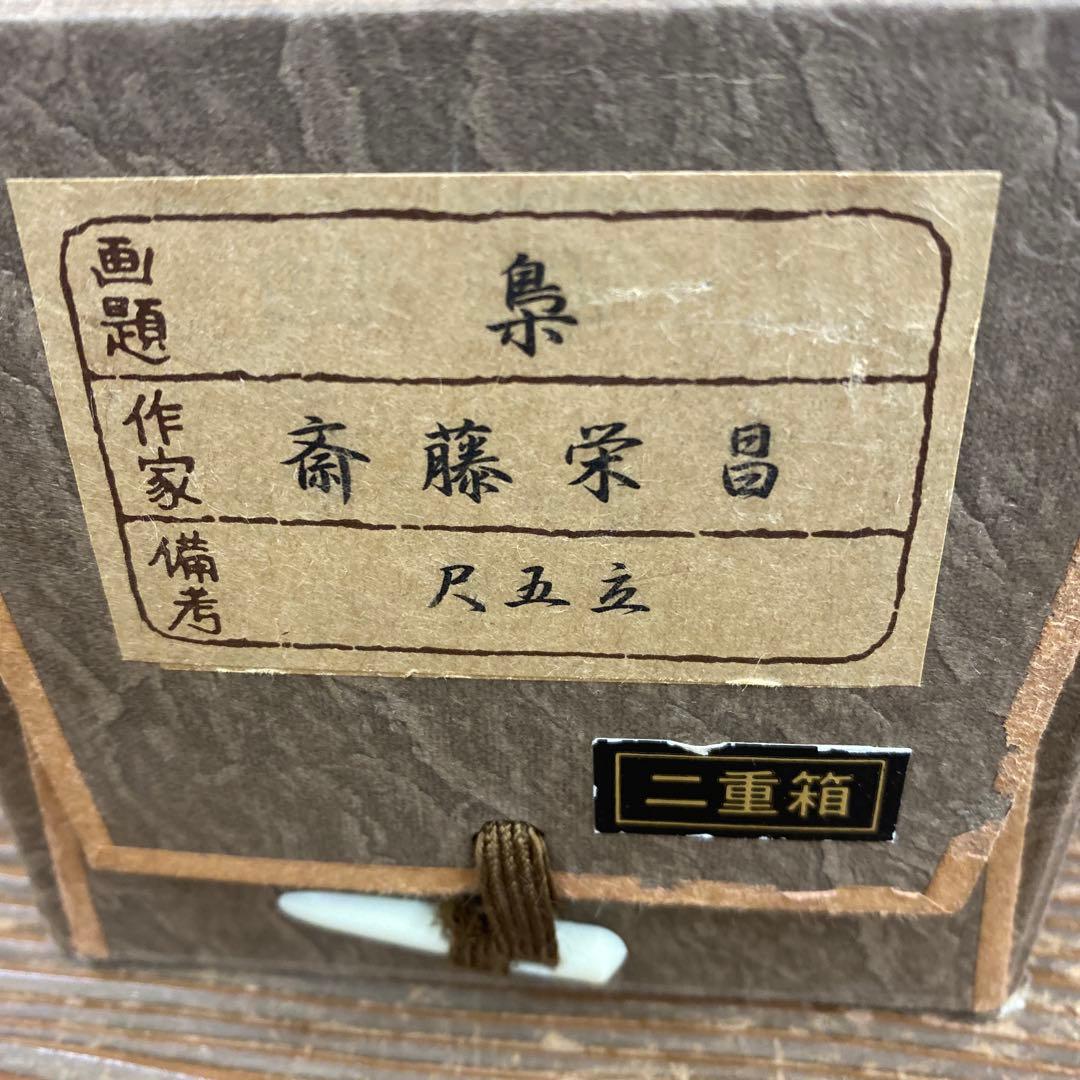 画題 梟
作家 斎藤栄昌
備考 尺五立
二重箱